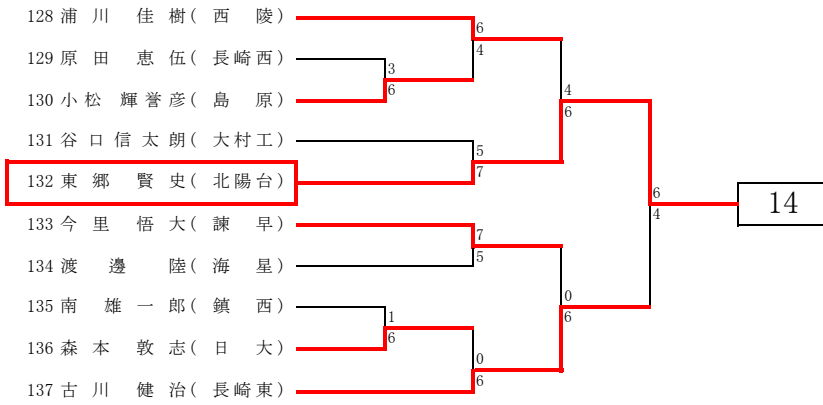 128 浦川 佳樹(西陵)
6
4
129 原田 恵伍(長崎西)
3
6
130 小松 輝誉彦(島原)
4
6
131 谷口信太朗(大村工)
5
7
132 東郷 賢史(北陽台)
6
4
14
133 今里 悟大(諫早)
7
5
134 渡邊 陸(海星)
0
6
135 南 雄一郎(鎮西)
1
6
136 森本 敦志(日大)
0
6
137 古川 健治(長崎東)